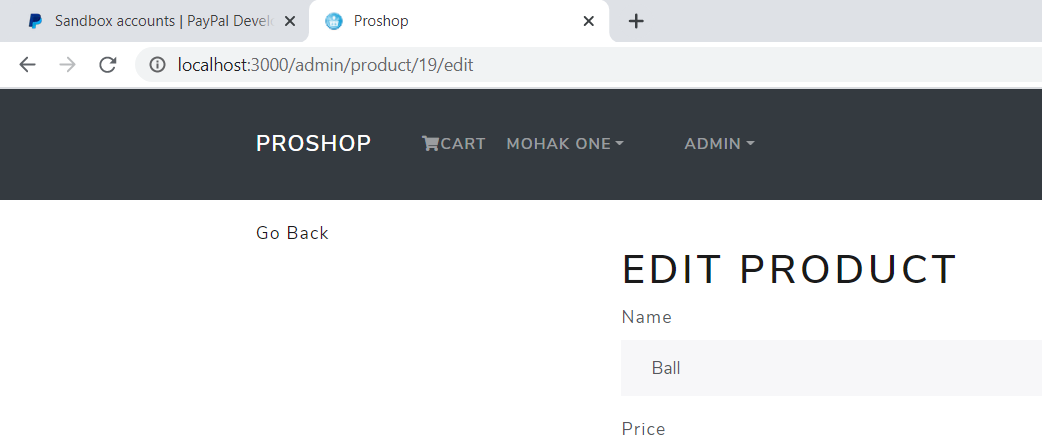 Sandbox accounts | PayPal Develo
Proshop
localhost:3000/admin/product/19/edit
PROSHOP CART MOHAK ONE ADMIN
Go Back
EDIT PRODUCT
Name
Ball
Price